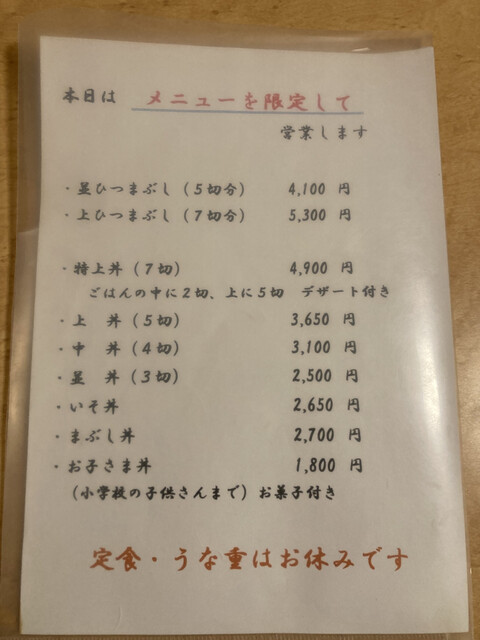 本日は メニューを限定して
営業します
・並ひつまぶし（5切分） 4,100 円
・上ひつまぶし（7切分） 5,300 円
・特上丼（7切） 4,900 円
ごはんの中に2切、上に5切 デザート付き
・上 丼（5切） 3,650 円
・中 丼（4切） 3,100 円
・並 丼（3切） 2,500 円
・いそ丼 2,650 円
・まぶし丼 2,700 円
・お子さま丼 1,800 円
（小学校の子供さんまで）お菓子付き
定食・うな重はお休みです